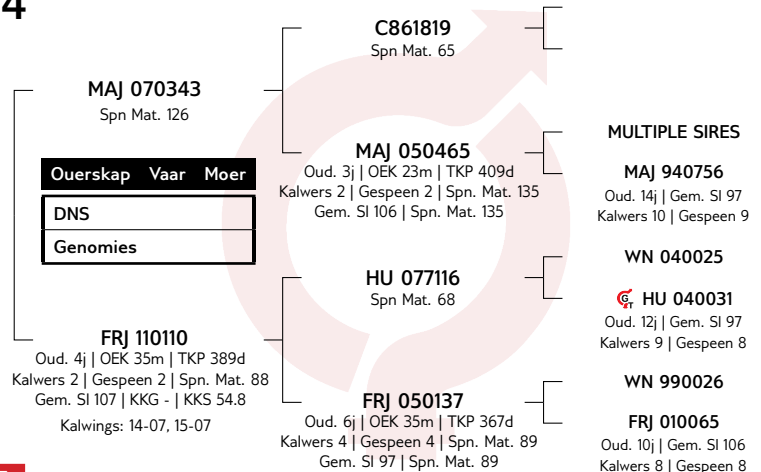 4
C861819
Spn Mat. 65
MAJ 070343
Spn Mat. 126
MAJ 050465
Oud. 3j | OEK 23m | TKP 409d
Kalwers 2 | Gespeen 2 | Spn. Mat. 135
Gem. SI 106 | Spn. Mat. 135
MULTIPLE SIRES
MAJ 940756
Oud. 14j | Gem. SI 97
Kalwers 10 | Gespeen 9
Ouerskap Vaar Moer
DNS
Genomies
HU 077116
Spn Mat. 68
WN 040025
GT HU 040031
Oud. 12j | Gem. SI 97
Kalwers 9 | Gespeen 8
FRJ 110110
Oud. 4j | OEK 35m | TKP 389d
Kalwers 2 | Gespeen 2 | Spn. Mat. 88
Gem. SI 107 | KKG - | KKS 54.8
Kalwings: 14-07, 15-07
FRJ 050137
Oud. 6j | OEK 35m | TKP 367d
Kalwers 4 | Gespeen 4 | Spn. Mat. 89
Gem. SI 97 | Spn. Mat. 89
WN 990026
FRJ 010065
Oud. 10j | Gem. SI 106
Kalwers 8 | Gespeen 8